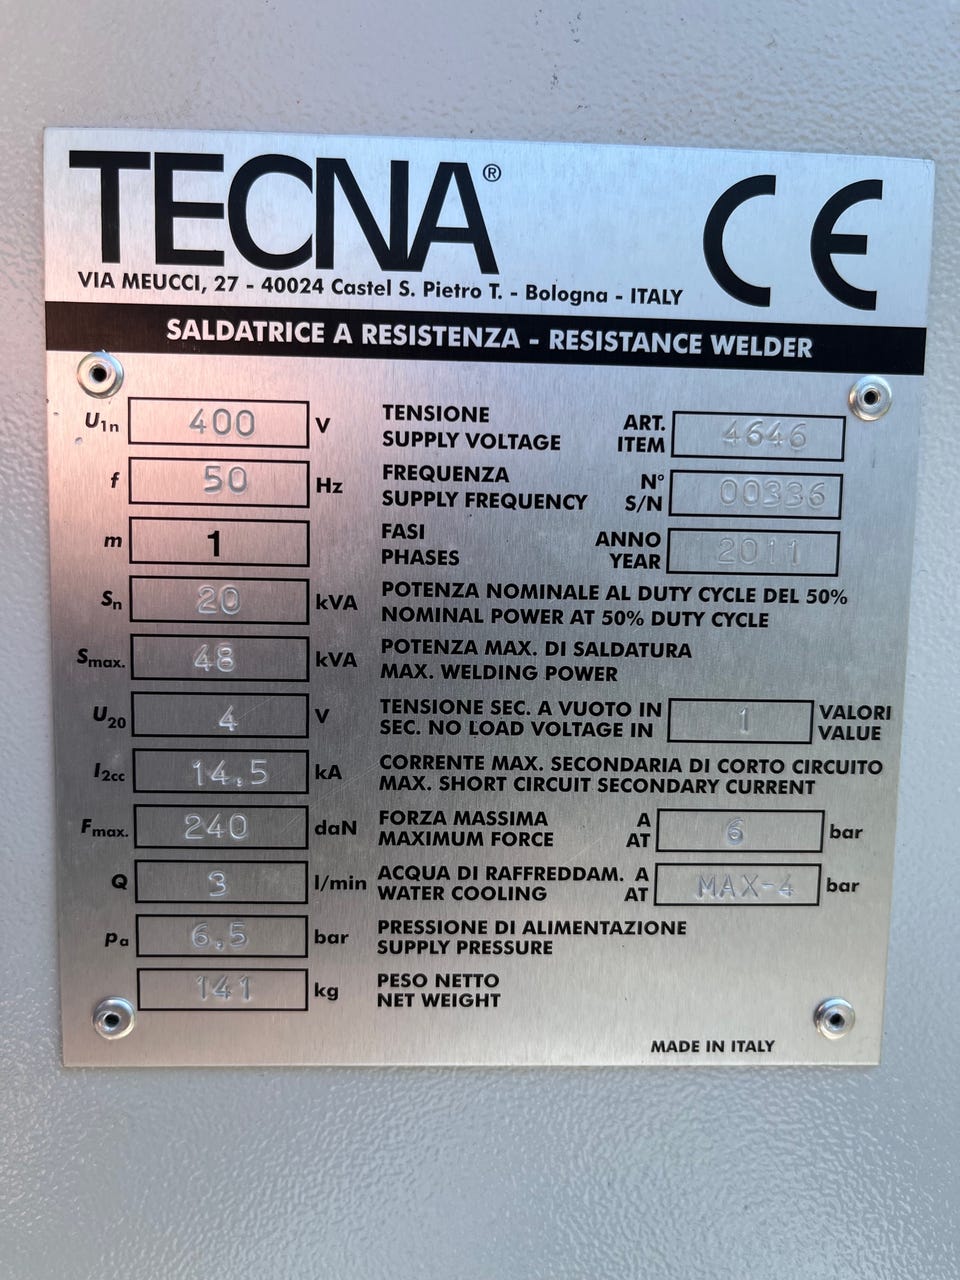 TECNA®
CE
VIA MEUCCI, 27 - 40024 Castel S. Pietro T. - Bologna - ITALY
SALDATRICE A RESISTENZA - RESISTANCE WELDER
U1n 400 V TENSIONE SUPPLY VOLTAGE ART. ITEM 4646
f 50 Hz FREQUENZA SUPPLY FREQUENCY N° S/N 00336
m 1 FASI PHASES ANNO YEAR 2011
Sn 20 kVA POTENZA NOMINALE AL DUTY CYCLE DEL 50%
NOMINAL POWER AT 50% DUTY CYCLE
Smax. 48 kVA POTENZA MAX. DI SALDATURA
MAX. WELDING POWER
U20 4 V TENSIONE SEC. A VUOTO IN SEC. NO LOAD VOLTAGE IN 1 VALORI VALUE
I2cc 14,5 kA CORRENTE MAX. SECONDARIA DI CORTO CIRCUITO
MAX. SHORT CIRCUIT SECONDARY CURRENT
Fmax. 240 daN FORZA MASSIMA MAXIMUM FORCE A AT 6 bar
Q 3 l/min ACQUA DI RAFFREDDAM. WATER COOLING A AT MAX-4 bar
pa 6,5 bar PRESSIONE DI ALIMENTAZIONE
SUPPLY PRESSURE
141 kg PESO NETTO
NET WEIGHT
MADE IN ITALY